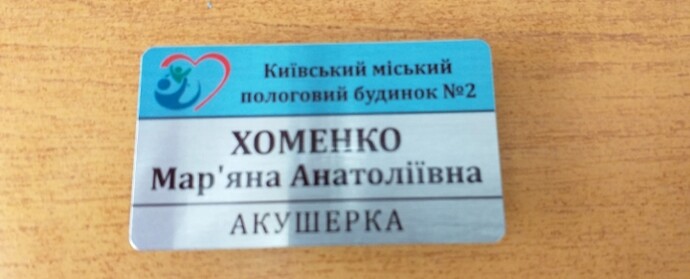 Київський міський
пологовий будинок №2
ХОМЕНКО
Мар'яна Анатоліївна
АКУШЕРКА